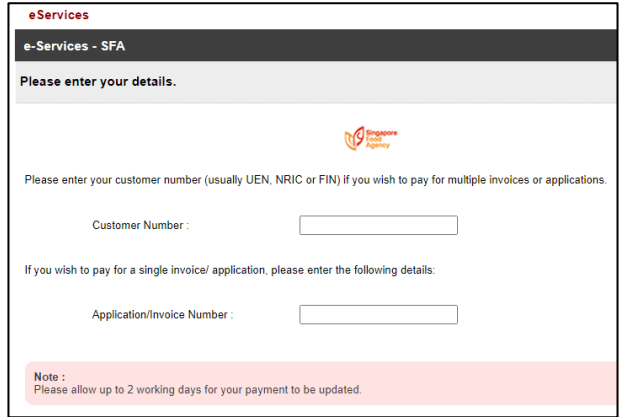 eServices
e-Services - SFA
Please enter your details.
Singapore
Food
Agency
Please enter your customer number (usually UEN, NRIC or FIN) if you wish to pay for multiple invoices or applications.
Customer Number :
If you wish to pay for a single invoice/ application, please enter the following details:
Application/Invoice Number :
Note :
Please allow up to 2 working days for your payment to be updated.